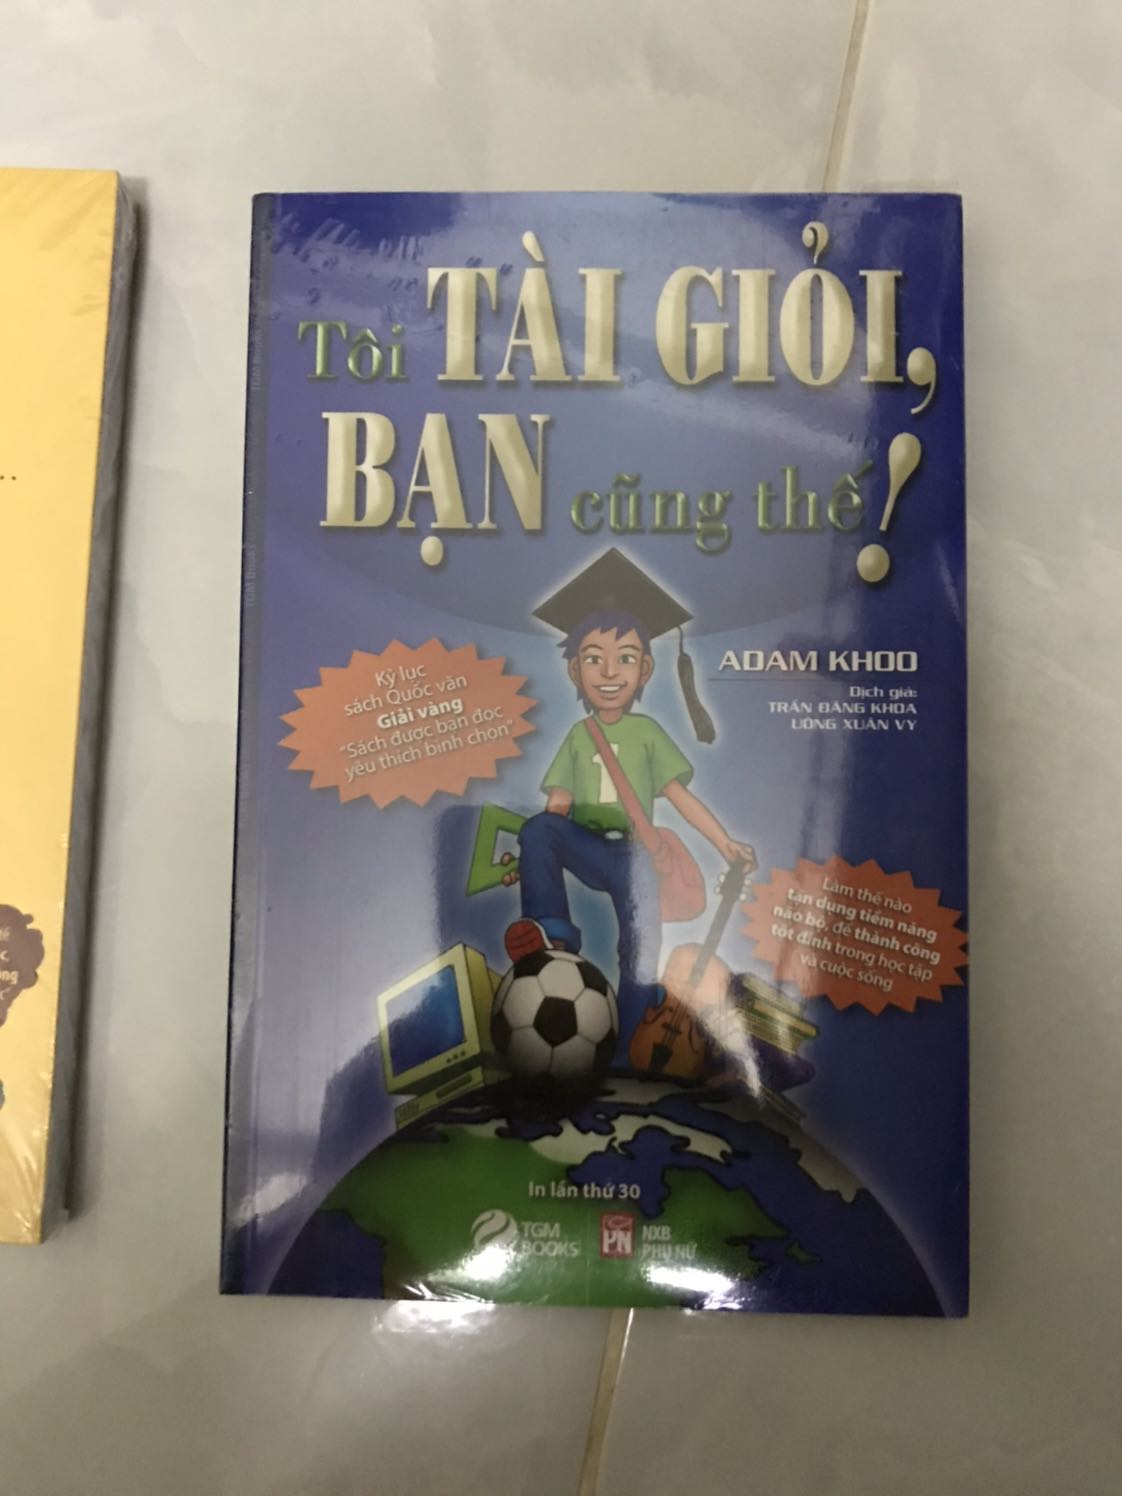 Tôi TÀI GIỎI,
BẠN cũng thế!
ADAM KHOO
Dịch giả:
TRẦN ĐĂNG KHOA
UÔNG XUÂN VY
Kỷ lục
sách Quốc văn
Giải vàng
"Sách được bạn đọc
yêu thích bình chọn"
1
Làm thế nào
tận dụng tiềm năng
não bộ, để thành công
tột đỉnh trong học tập
và cuộc sống
In lần thứ 30
TGM
BOOKS
PN
NXB
PHỤ NỮ